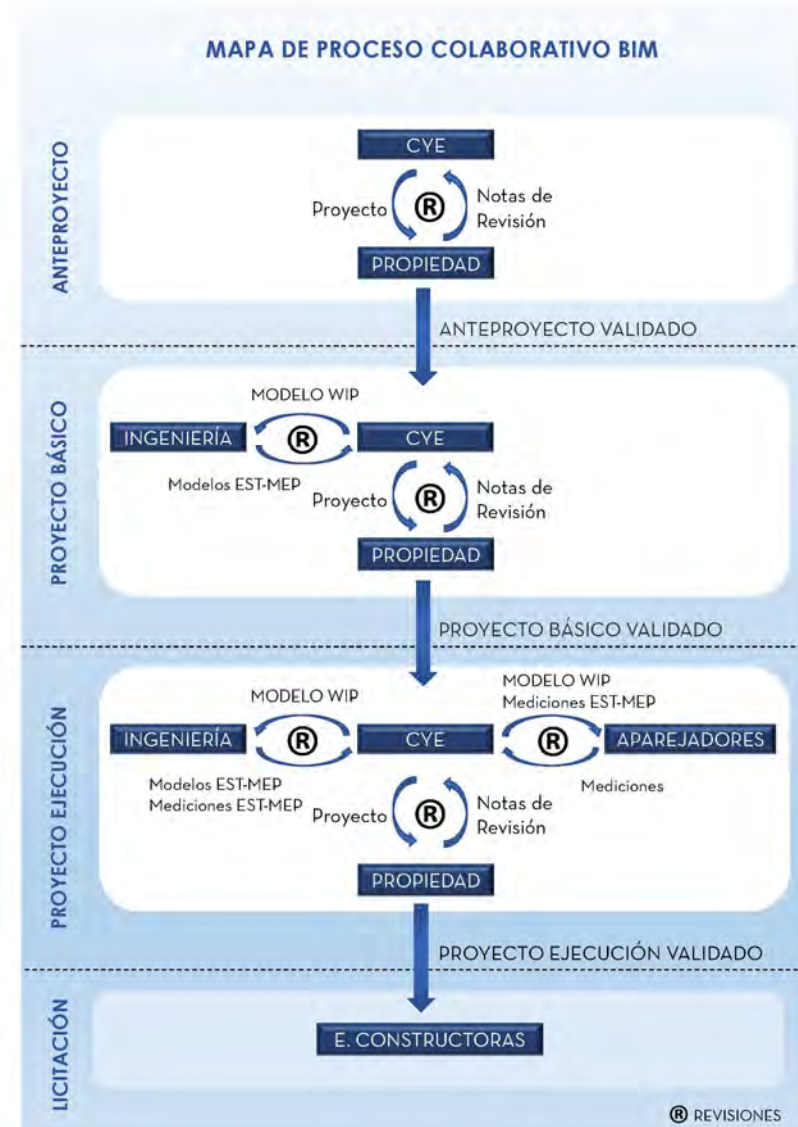 MAPA DE PROCESO COLABORATIVO BIM
ANTEPROYECTO
CYE
Proyecto
®
Notas de
Revisión
PROPIEDAD
ANTEPROYECTO VALIDADO
PROYECTO BÁSICO
MODELO WIP
INGENIERÍA
®
CYE
Modelos EST-MEP
Proyecto
®
Notas de
Revisión
PROPIEDAD
PROYECTO BÁSICO VALIDADO
PROYECTO EJECUCIÓN
MODELO WIP
MODELO WIP
Mediciones EST-MEP
INGENIERÍA
®
CYE
®
APAREJADORES
Modelos EST-MEP
Mediciones EST-MEP
Mediciones
Proyecto
®
Notas de
Revisión
PROPIEDAD
PROYECTO EJECUCIÓN VALIDADO
LICITACIÓN
E. CONSTRUCTORAS
® REVISIONES